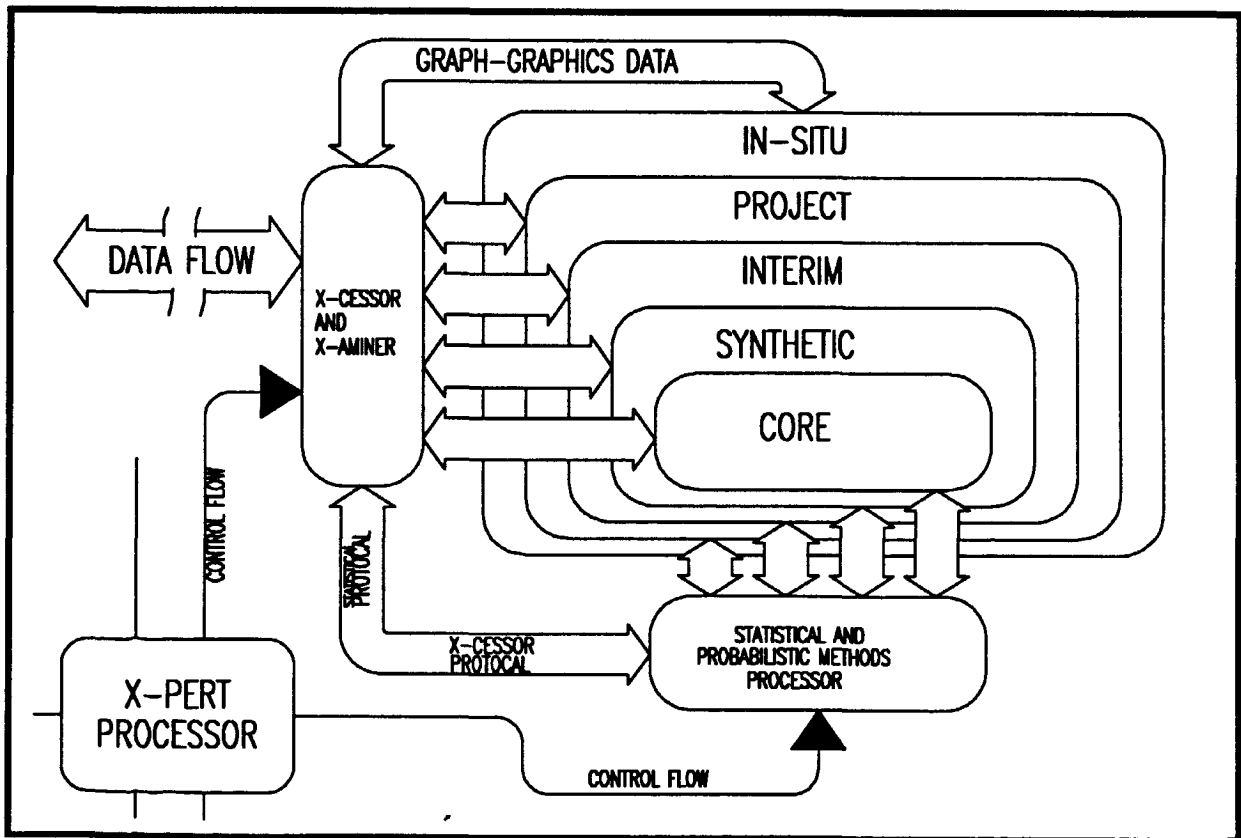 GRAPH-GRAPHICS DATA
IN-SITU
PROJECT
INTERIM
SYNTHETIC
CORE
DATA FLOW
X-CESSOR
AND
X-AMINER
CONTROL FLOW
STATISTICAL
PROTOCAL
X-CESSOR
PROTOCAL
STATISTICAL AND
PROBABILISTIC METHODS
PROCESSOR
X-PERT
PROCESSOR
CONTROL FLOW